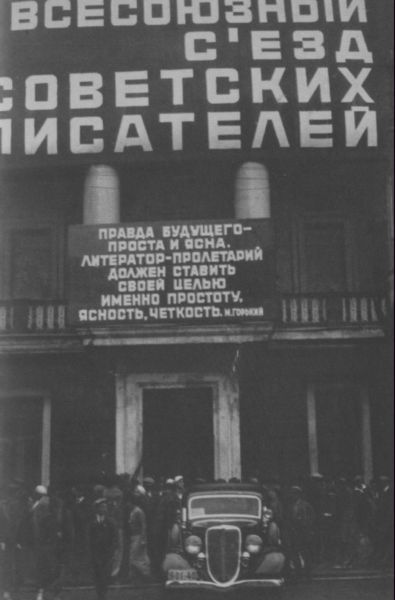 ВСЕСОЮЗНЫЙ
С'ЕЗД
СОВЕТСКИХ
ПИСАТЕЛЕЙ
ПРАВДА БУДУЩЕГО-
ПРОСТА И ЯСНА.
ЛИТЕРАТОР-ПРОЛЕТАРИЙ
ДОЛЖЕН СТАВИТЬ
СВОЕЙ ЦЕЛЬЮ
ИМЕННО ПРОСТОТУ,
ЯСНОСТЬ, ЧЕТКОСТЬ. М. ГОРЬКИЙ